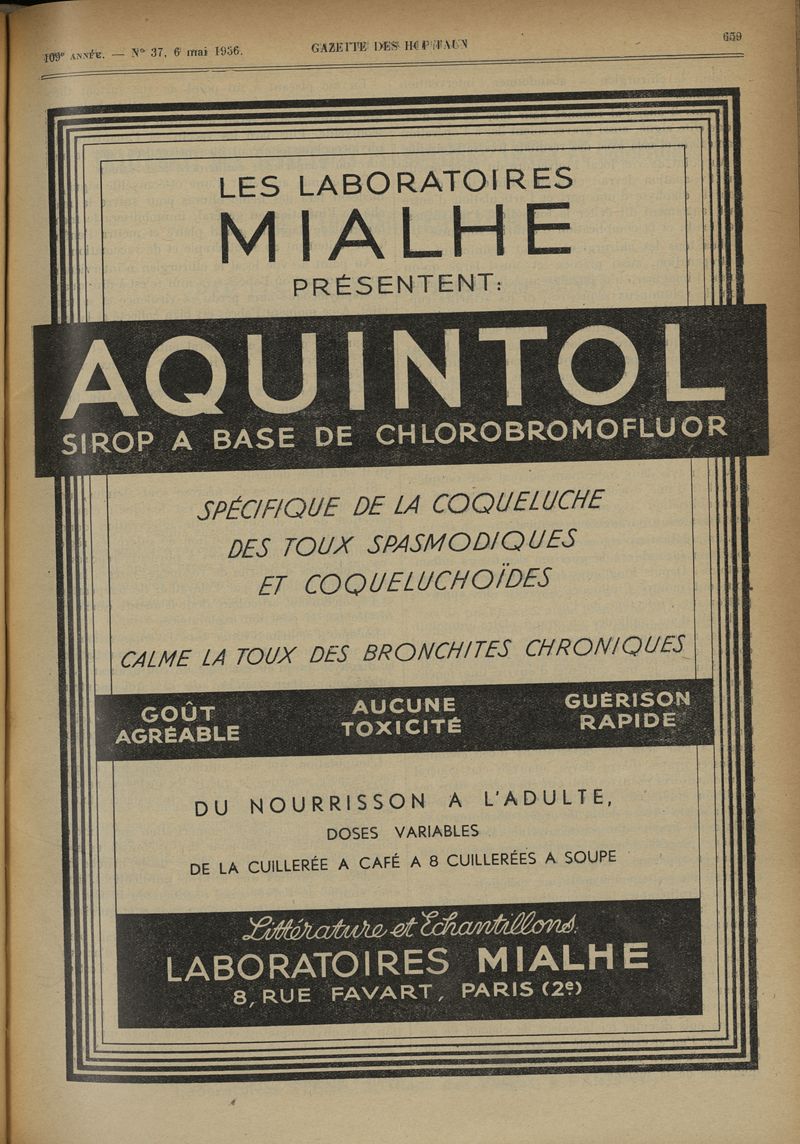 109e ANNÉE. — N° 37, 6 mai 1936.
GAZETTE DES HOPITAUX
659
LES LABORATOIRES
MIALHE
PRÉSENTENT:
AQUINTOL
SIROP A BASE DE CHLOROBROMOFLUOR
SPÉCIFIQUE DE LA COQUELUCHE
DES TOUX SPASMODIQUES
ET COQUELUCHOÏDES
CALME LA TOUX DES BRONCHITES CHRONIQUES
GOÛT
AGRÉABLE
AUCUNE
TOXICITÉ
GUÉRISON
RAPIDE
DU NOURRISSON A L'ADULTE,
DOSES VARIABLES
DE LA CUILLERÉE A CAFÉ A 8 CUILLERÉES A SOUPE
Littérature et Echantillons.
LABORATOIRES MIALHE
8, RUE FAVART, PARIS (2e)